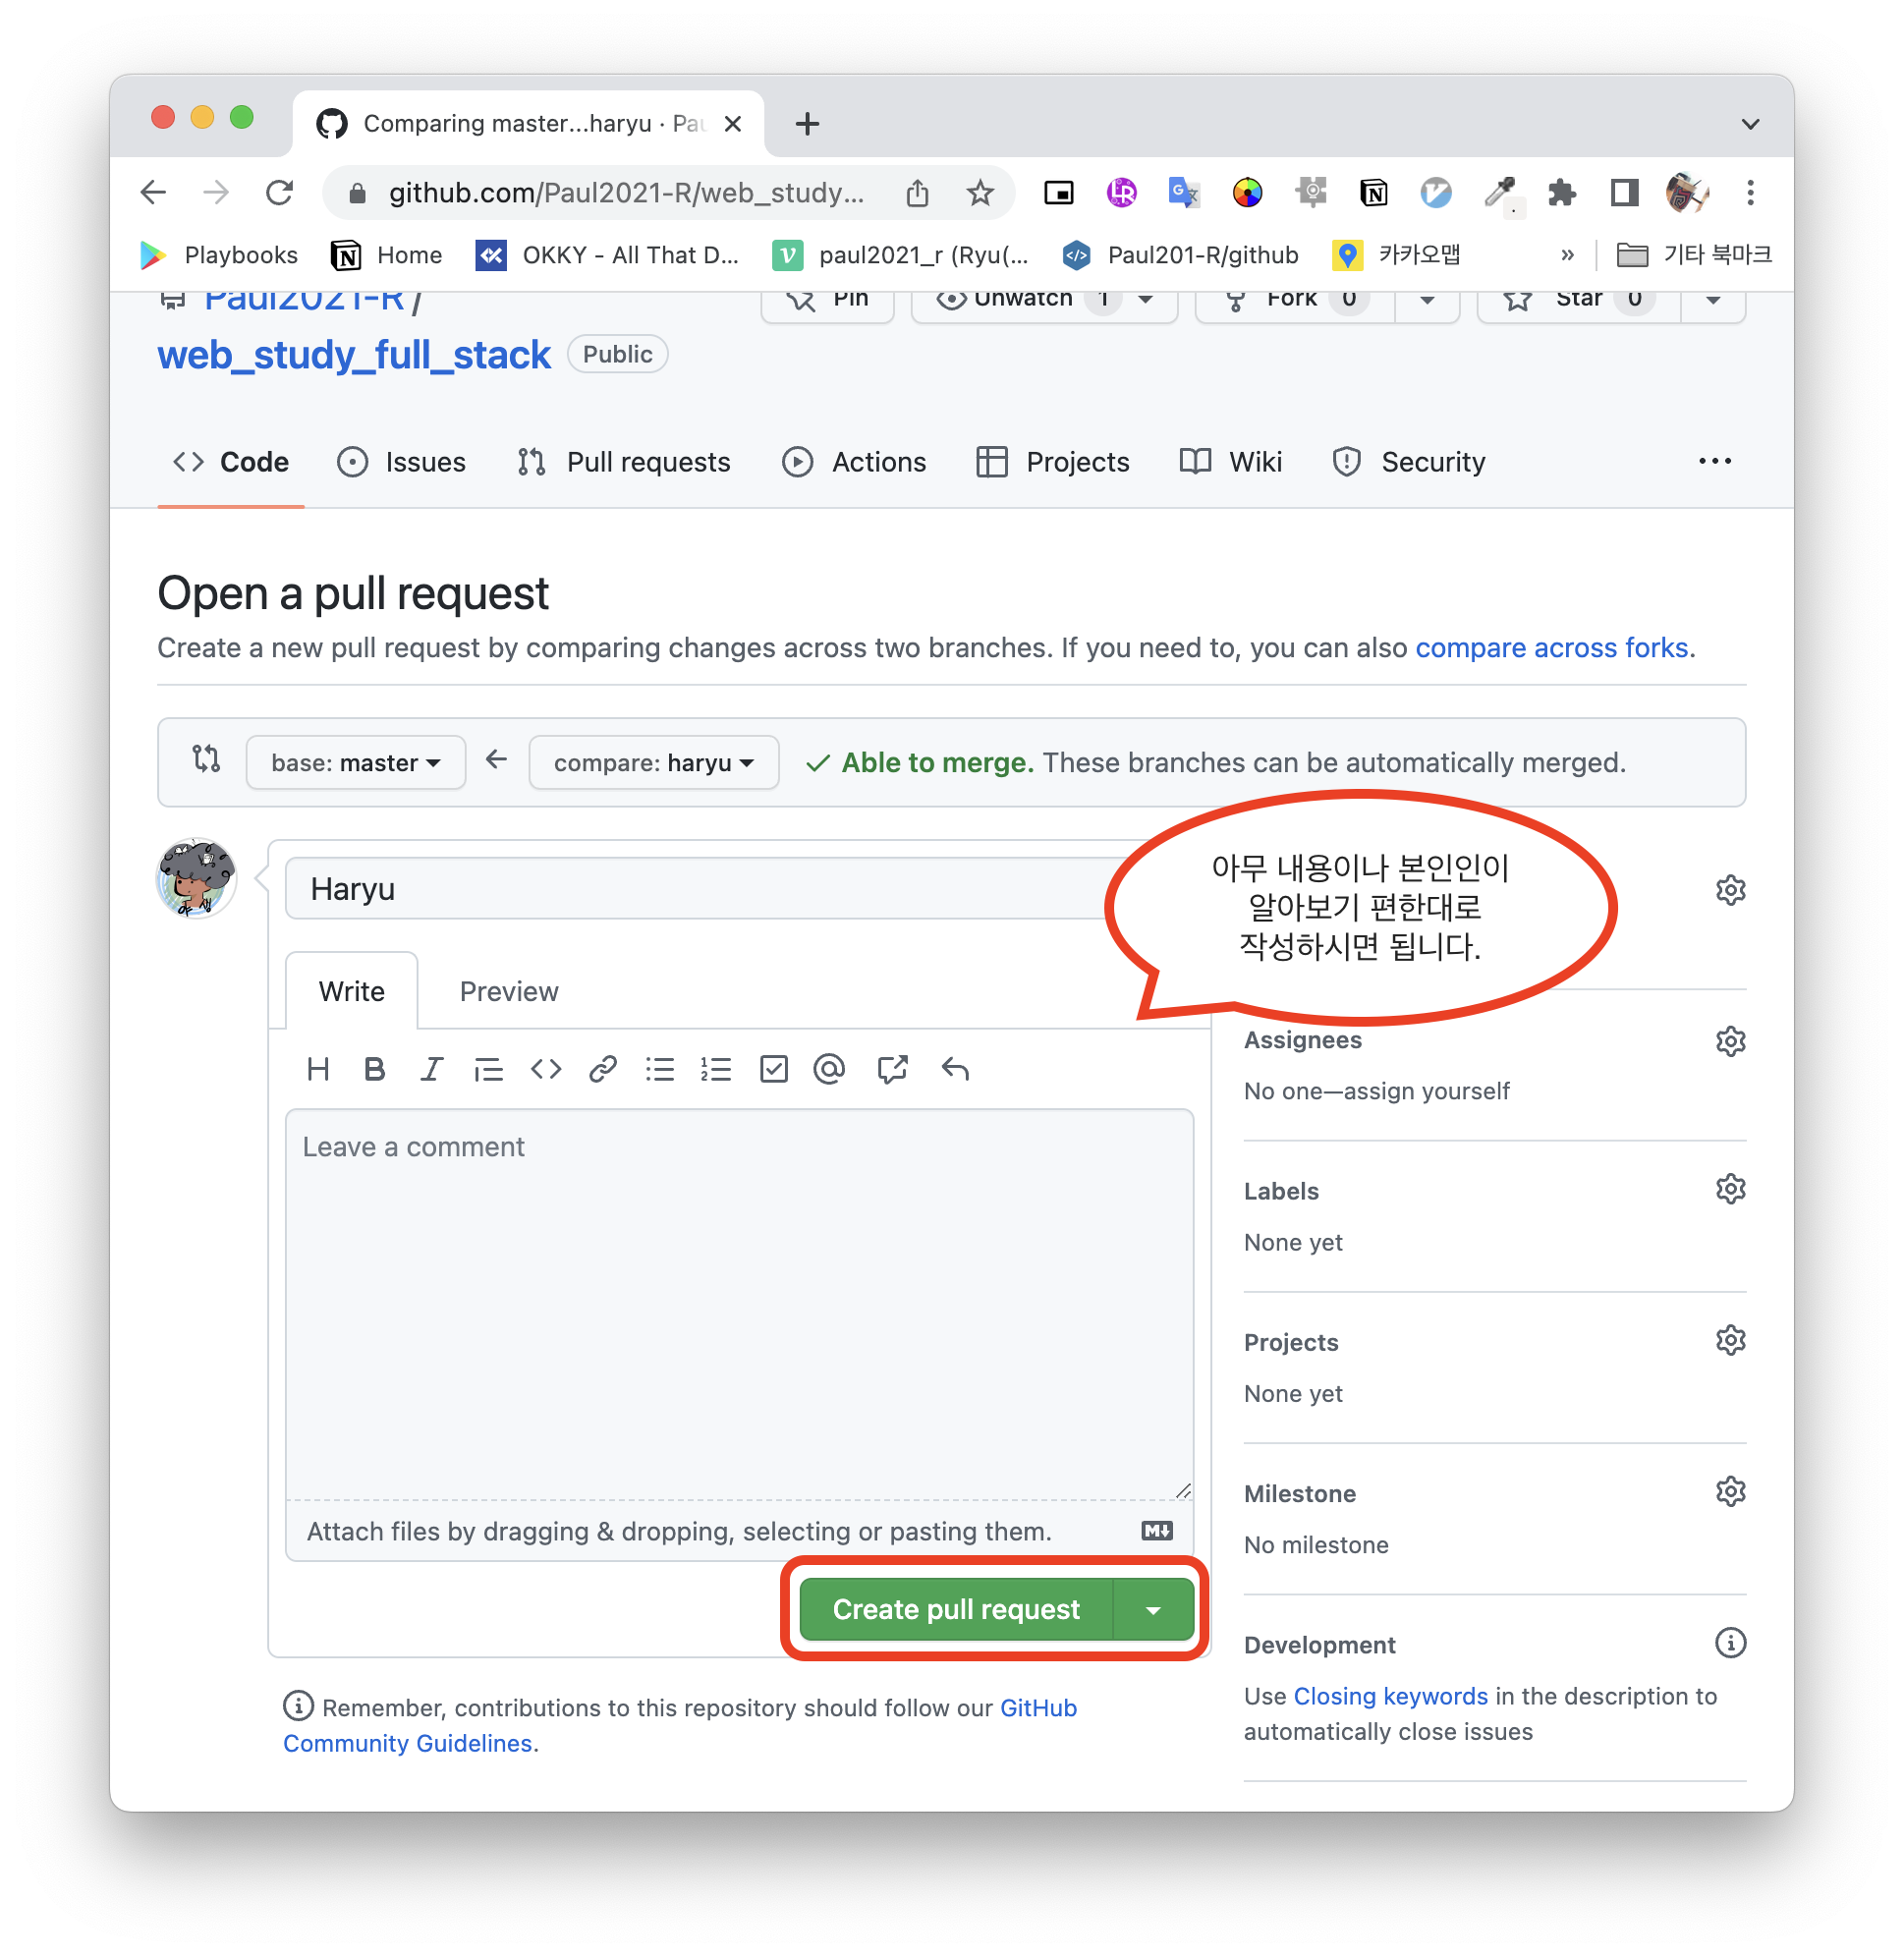 Comparing master...haryu · Pau
github.com/Paul2021-R/web_study...
Playbooks Home OKKY - All That D... paul2021_r (Ryu(... Paul201-R/github 카카오맵 » 기타 북마크
Paul2021-R / Pin Unwatch 1 Fork 0 Star 0
web_study_full_stack Public
Code Issues Pull requests Actions Projects Wiki Security ...
Open a pull request
Create a new pull request by comparing changes across two branches. If you need to, you can also compare across forks.
base: master compare: haryu Able to merge. These branches can be automatically merged.
Haryu
아무 내용이나 본인인이
알아보기 편한대로
작성하시면 됩니다.
Write Preview
Leave a comment
Attach files by dragging & dropping, selecting or pasting them.
Create pull request
Remember, contributions to this repository should follow our GitHub
Community Guidelines.
Assignees
No one—assign yourself
Labels
None yet
Projects
None yet
Milestone
No milestone
Development
Use Closing keywords in the description to
automatically close issues